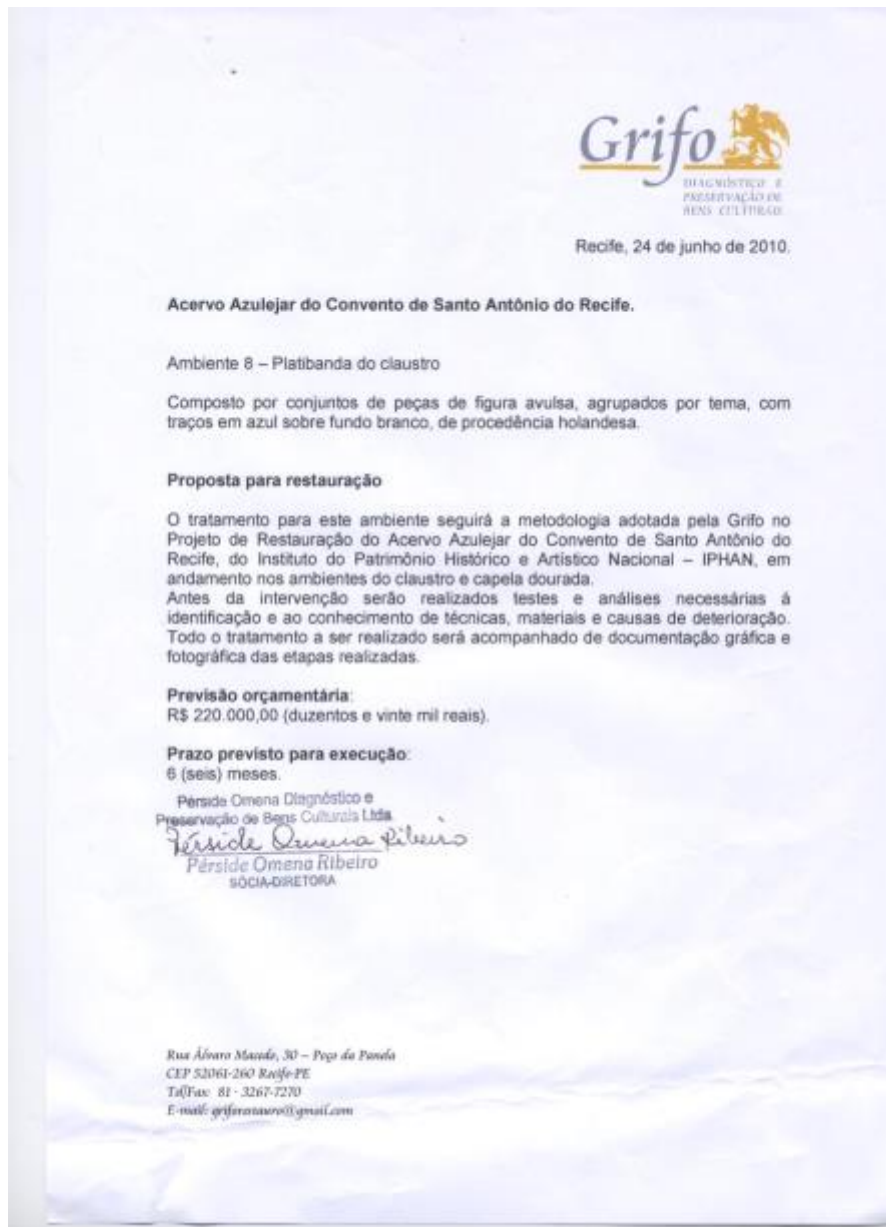 Grifo
DIAGNÓSTICO E
PRESERVAÇÃO DE
BENS CULTURAIS
Recife, 24 de junho de 2010.
Acervo Azulejar do Convento de Santo Antônio do Recife.
Ambiente 8 – Platibanda do claustro
Composto por conjuntos de peças de figura avulsa, agrupados por tema, com
traços em azul sobre fundo branco, de procedência holandesa.
Proposta para restauração
O tratamento para este ambiente seguirá a metodologia adotada pela Grifo no
Projeto de Restauração do Acervo Azulejar do Convento de Santo Antônio do
Recife, do Instituto do Patrimônio Histórico e Artístico Nacional – IPHAN, em
andamento nos ambientes do claustro e capela dourada.
Antes da intervenção serão realizados testes e análises necessárias á
identificação e ao conhecimento de técnicas, materiais e causas de deterioração.
Todo o tratamento a ser realizado será acompanhado de documentação gráfica e
fotográfica das etapas realizadas.
Previsão orçamentária:
R$ 220.000,00 (duzentos e vinte mil reais).
Prazo previsto para execução:
6 (seis) meses.
Perside Omena Diagnóstico e
Preservação de Bens Culturais Ltda
Pérside Omena Ribeiro
Pérside Omena Ribeiro
SÓCIA-DIRETORA
Rua Álvaro Macedo, 30 – Poço da Panela
CEP 52061-260 Recife-PE
Tel/Fax: 81 - 3267-7270
E-mail: griforestauro@gmail.com